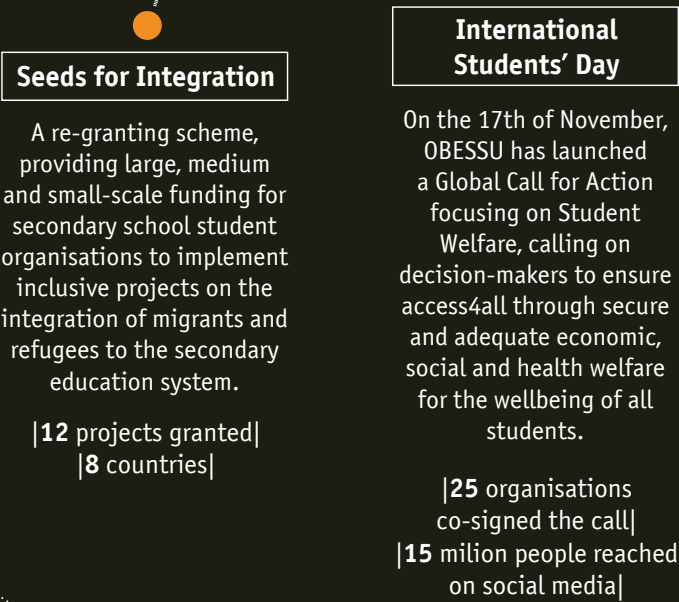 Seeds for Integration
A re-granting scheme,
providing large, medium
and small-scale funding for
secondary school student
organisations to implement
inclusive projects on the
integration of migrants and
refugees to the secondary
education system.
|12 projects granted|
|8 countries|
International
Students’ Day
On the 17th of November,
OBESSU has launched
a Global Call for Action
focusing on Student
Welfare, calling on
decision-makers to ensure
access4all through secure
and adequate economic,
social and health welfare
for the wellbeing of all
students.
|25 organisations
co-signed the call|
|15 milion people reached
on social media|